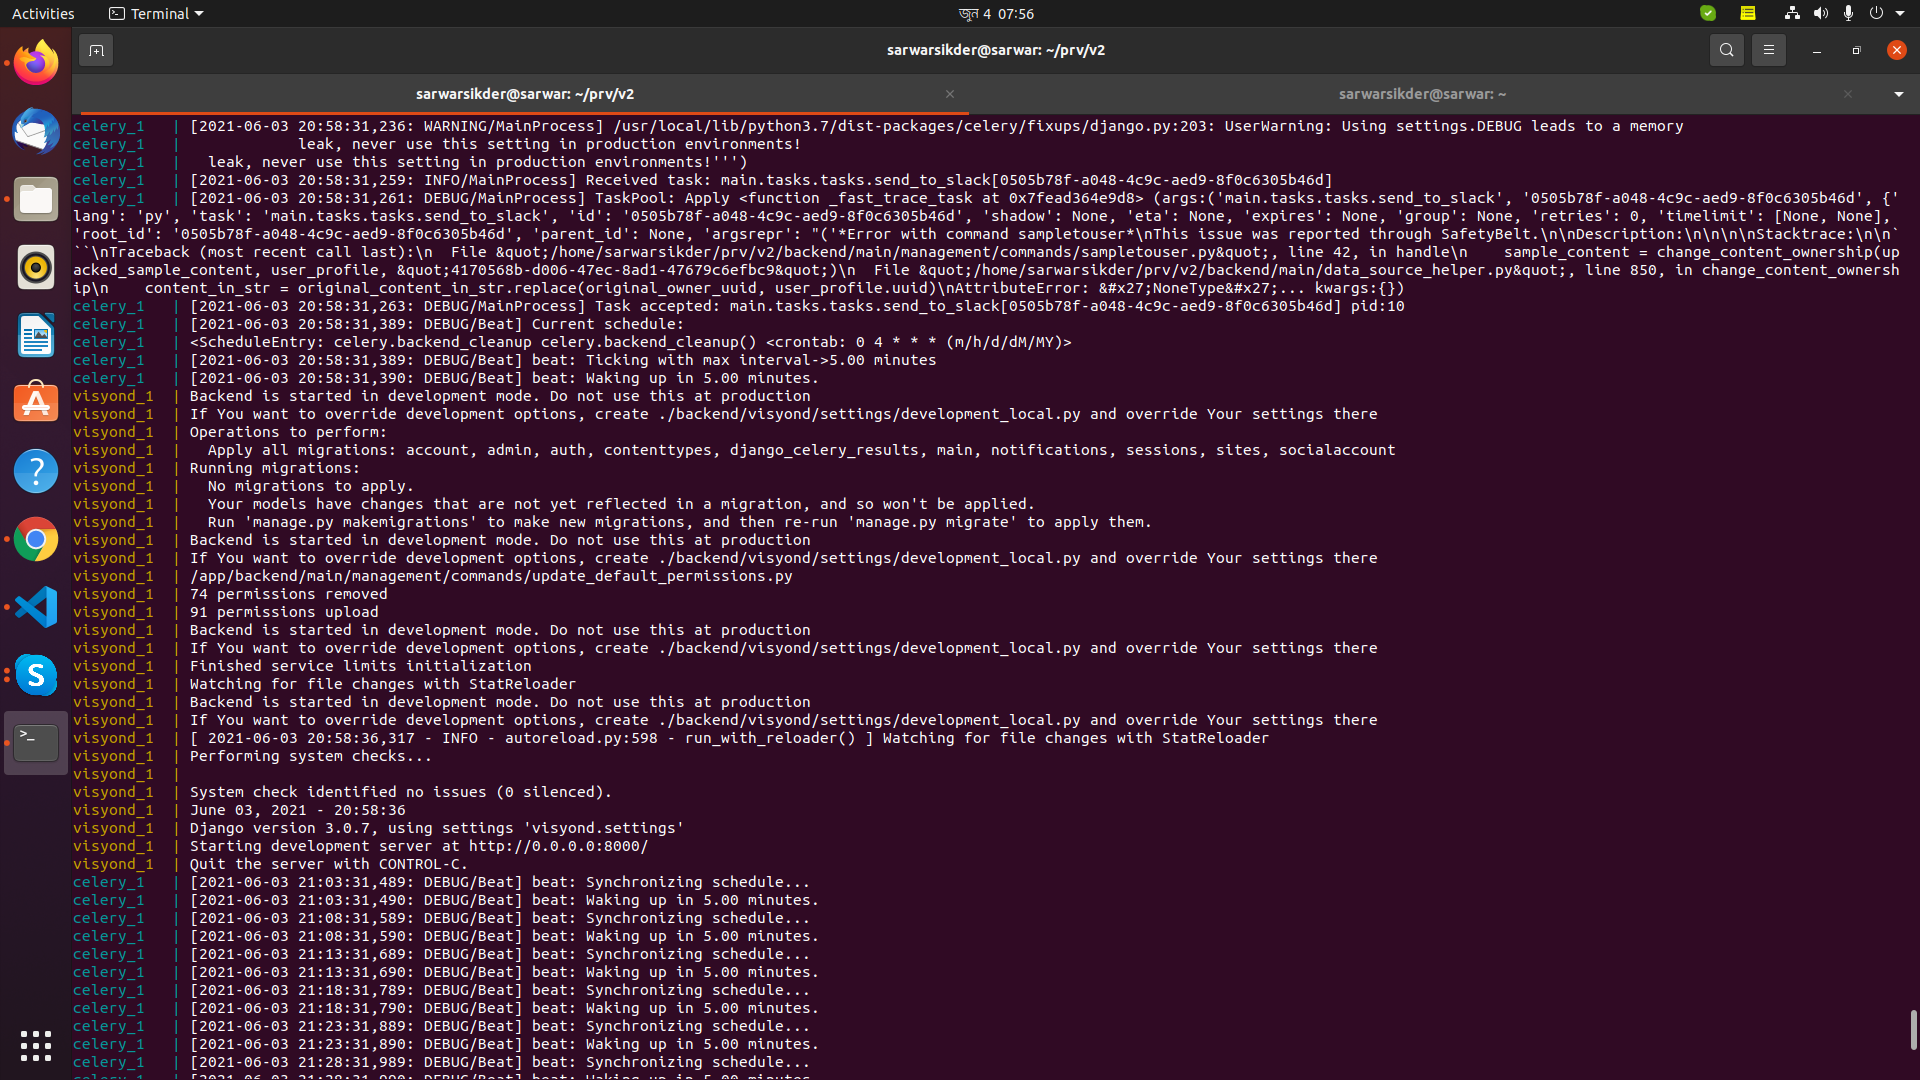 Activities
Terminal
জুন 4 07:56
sarwarsikder@sarwar: ~/prv/v2
sarwarsikder@sarwar: ~/prv/v2
sarwarsikder@sarwar: ~
celery_1 | [2021-06-03 20:58:31,236: WARNING/MainProcess] /usr/local/lib/python3.7/dist-packages/celery/fixups/django.py:203: UserWarning: Using settings.DEBUG leads to a memory
celery_1 | leak, never use this setting in production environments!
celery_1 | leak, never use this setting in production environments!''')
celery_1 | [2021-06-03 20:58:31,259: INFO/MainProcess] Received task: main.tasks.tasks.send_to_slack[0505b78f-a048-4c9c-aed9-8f0c6305b46d]
celery_1 | [2021-06-03 20:58:31,261: DEBUG/MainProcess] TaskPool: Apply <function _fast_trace_task at 0x7fead364e9d8> (args:('main.tasks.tasks.send_to_slack', '0505b78f-a048-4c9c-aed9-8f0c6305b46d', {'
lang': 'py', 'task': 'main.tasks.tasks.send_to_slack', 'id': '0505b78f-a048-4c9c-aed9-8f0c6305b46d', 'shadow': None, 'eta': None, 'expires': None, 'group': None, 'retries': 0, 'timelimit': [None, None],
'root_id': '0505b78f-a048-4c9c-aed9-8f0c6305b46d', 'parent_id': None, 'argsrepr': "('*Error with command sampletouser*\nThis issue was reported through SafetyBelt.\n\nDescription:\n\n\n\nStacktrace:\n\n`
``\nTraceback (most recent call last):\n File &quot;/home/sarwarsikder/prv/v2/backend/main/management/commands/sampletouser.py&quot;, line 42, in handle\n sample_content = change_content_ownership(up
acked_sample_content, user_profile, &quot;4170568b-d006-47ec-8ad1-47679c6efbc9&quot;)\n File &quot;/home/sarwarsikder/prv/v2/backend/main/data_source_helper.py&quot;, line 850, in change_content_ownersh
ip\n content_in_str = original_content_in_str.replace(original_owner_uuid, user_profile.uuid)\nAttributeError: &#x27;NoneType&#x27;... kwargs:{})
celery_1 | [2021-06-03 20:58:31,263: DEBUG/MainProcess] Task accepted: main.tasks.tasks.send_to_slack[0505b78f-a048-4c9c-aed9-8f0c6305b46d] pid:10
celery_1 | [2021-06-03 20:58:31,389: DEBUG/Beat] Current schedule:
celery_1 | <ScheduleEntry: celery.backend_cleanup celery.backend_cleanup() <crontab: 0 4 * * * (m/h/d/dM/MY)>
celery_1 | [2021-06-03 20:58:31,389: DEBUG/Beat] beat: Ticking with max interval->5.00 minutes
celery_1 | [2021-06-03 20:58:31,390: DEBUG/Beat] beat: Waking up in 5.00 minutes.
visyond_1 | Backend is started in development mode. Do not use this at production
visyond_1 | If You want to override development options, create ./backend/visyond/settings/development_local.py and override Your settings there
visyond_1 | Operations to perform:
visyond_1 | Apply all migrations: account, admin, auth, contenttypes, django_celery_results, main, notifications, sessions, sites, socialaccount
visyond_1 | Running migrations:
visyond_1 | No migrations to apply.
visyond_1 | Your models have changes that are not yet reflected in a migration, and so won't be applied.
visyond_1 | Run 'manage.py makemigrations' to make new migrations, and then re-run 'manage.py migrate' to apply them.
visyond_1 | Backend is started in development mode. Do not use this at production
visyond_1 | If You want to override development options, create ./backend/visyond/settings/development_local.py and override Your settings there
visyond_1 | /app/backend/main/management/commands/update_default_permissions.py
visyond_1 | 74 permissions removed
visyond_1 | 91 permissions upload
visyond_1 | Backend is started in development mode. Do not use this at production
visyond_1 | If You want to override development options, create ./backend/visyond/settings/development_local.py and override Your settings there
visyond_1 | Finished service limits initialization
visyond_1 | Watching for file changes with StatReloader
visyond_1 | Backend is started in development mode. Do not use this at production
visyond_1 | If You want to override development options, create ./backend/visyond/settings/development_local.py and override Your settings there
visyond_1 | [ 2021-06-03 20:58:36,317 - INFO - autoreload.py:598 - run_with_reloader() ] Watching for file changes with StatReloader
visyond_1 | Performing system checks...
visyond_1 |
visyond_1 | System check identified no issues (0 silenced).
visyond_1 | June 03, 2021 - 20:58:36
visyond_1 | Django version 3.0.7, using settings 'visyond.settings'
visyond_1 | Starting development server at http://0.0.0.0:8000/
visyond_1 | Quit the server with CONTROL-C.
celery_1 | [2021-06-03 21:03:31,489: DEBUG/Beat] beat: Synchronizing schedule...
celery_1 | [2021-06-03 21:03:31,490: DEBUG/Beat] beat: Waking up in 5.00 minutes.
celery_1 | [2021-06-03 21:08:31,589: DEBUG/Beat] beat: Synchronizing schedule...
celery_1 | [2021-06-03 21:08:31,590: DEBUG/Beat] beat: Waking up in 5.00 minutes.
celery_1 | [2021-06-03 21:13:31,689: DEBUG/Beat] beat: Synchronizing schedule...
celery_1 | [2021-06-03 21:13:31,690: DEBUG/Beat] beat: Waking up in 5.00 minutes.
celery_1 | [2021-06-03 21:18:31,789: DEBUG/Beat] beat: Synchronizing schedule...
celery_1 | [2021-06-03 21:18:31,790: DEBUG/Beat] beat: Waking up in 5.00 minutes.
celery_1 | [2021-06-03 21:23:31,889: DEBUG/Beat] beat: Synchronizing schedule...
celery_1 | [2021-06-03 21:23:31,890: DEBUG/Beat] beat: Waking up in 5.00 minutes.
celery_1 | [2021-06-03 21:28:31,989: DEBUG/Beat] beat: Synchronizing schedule...